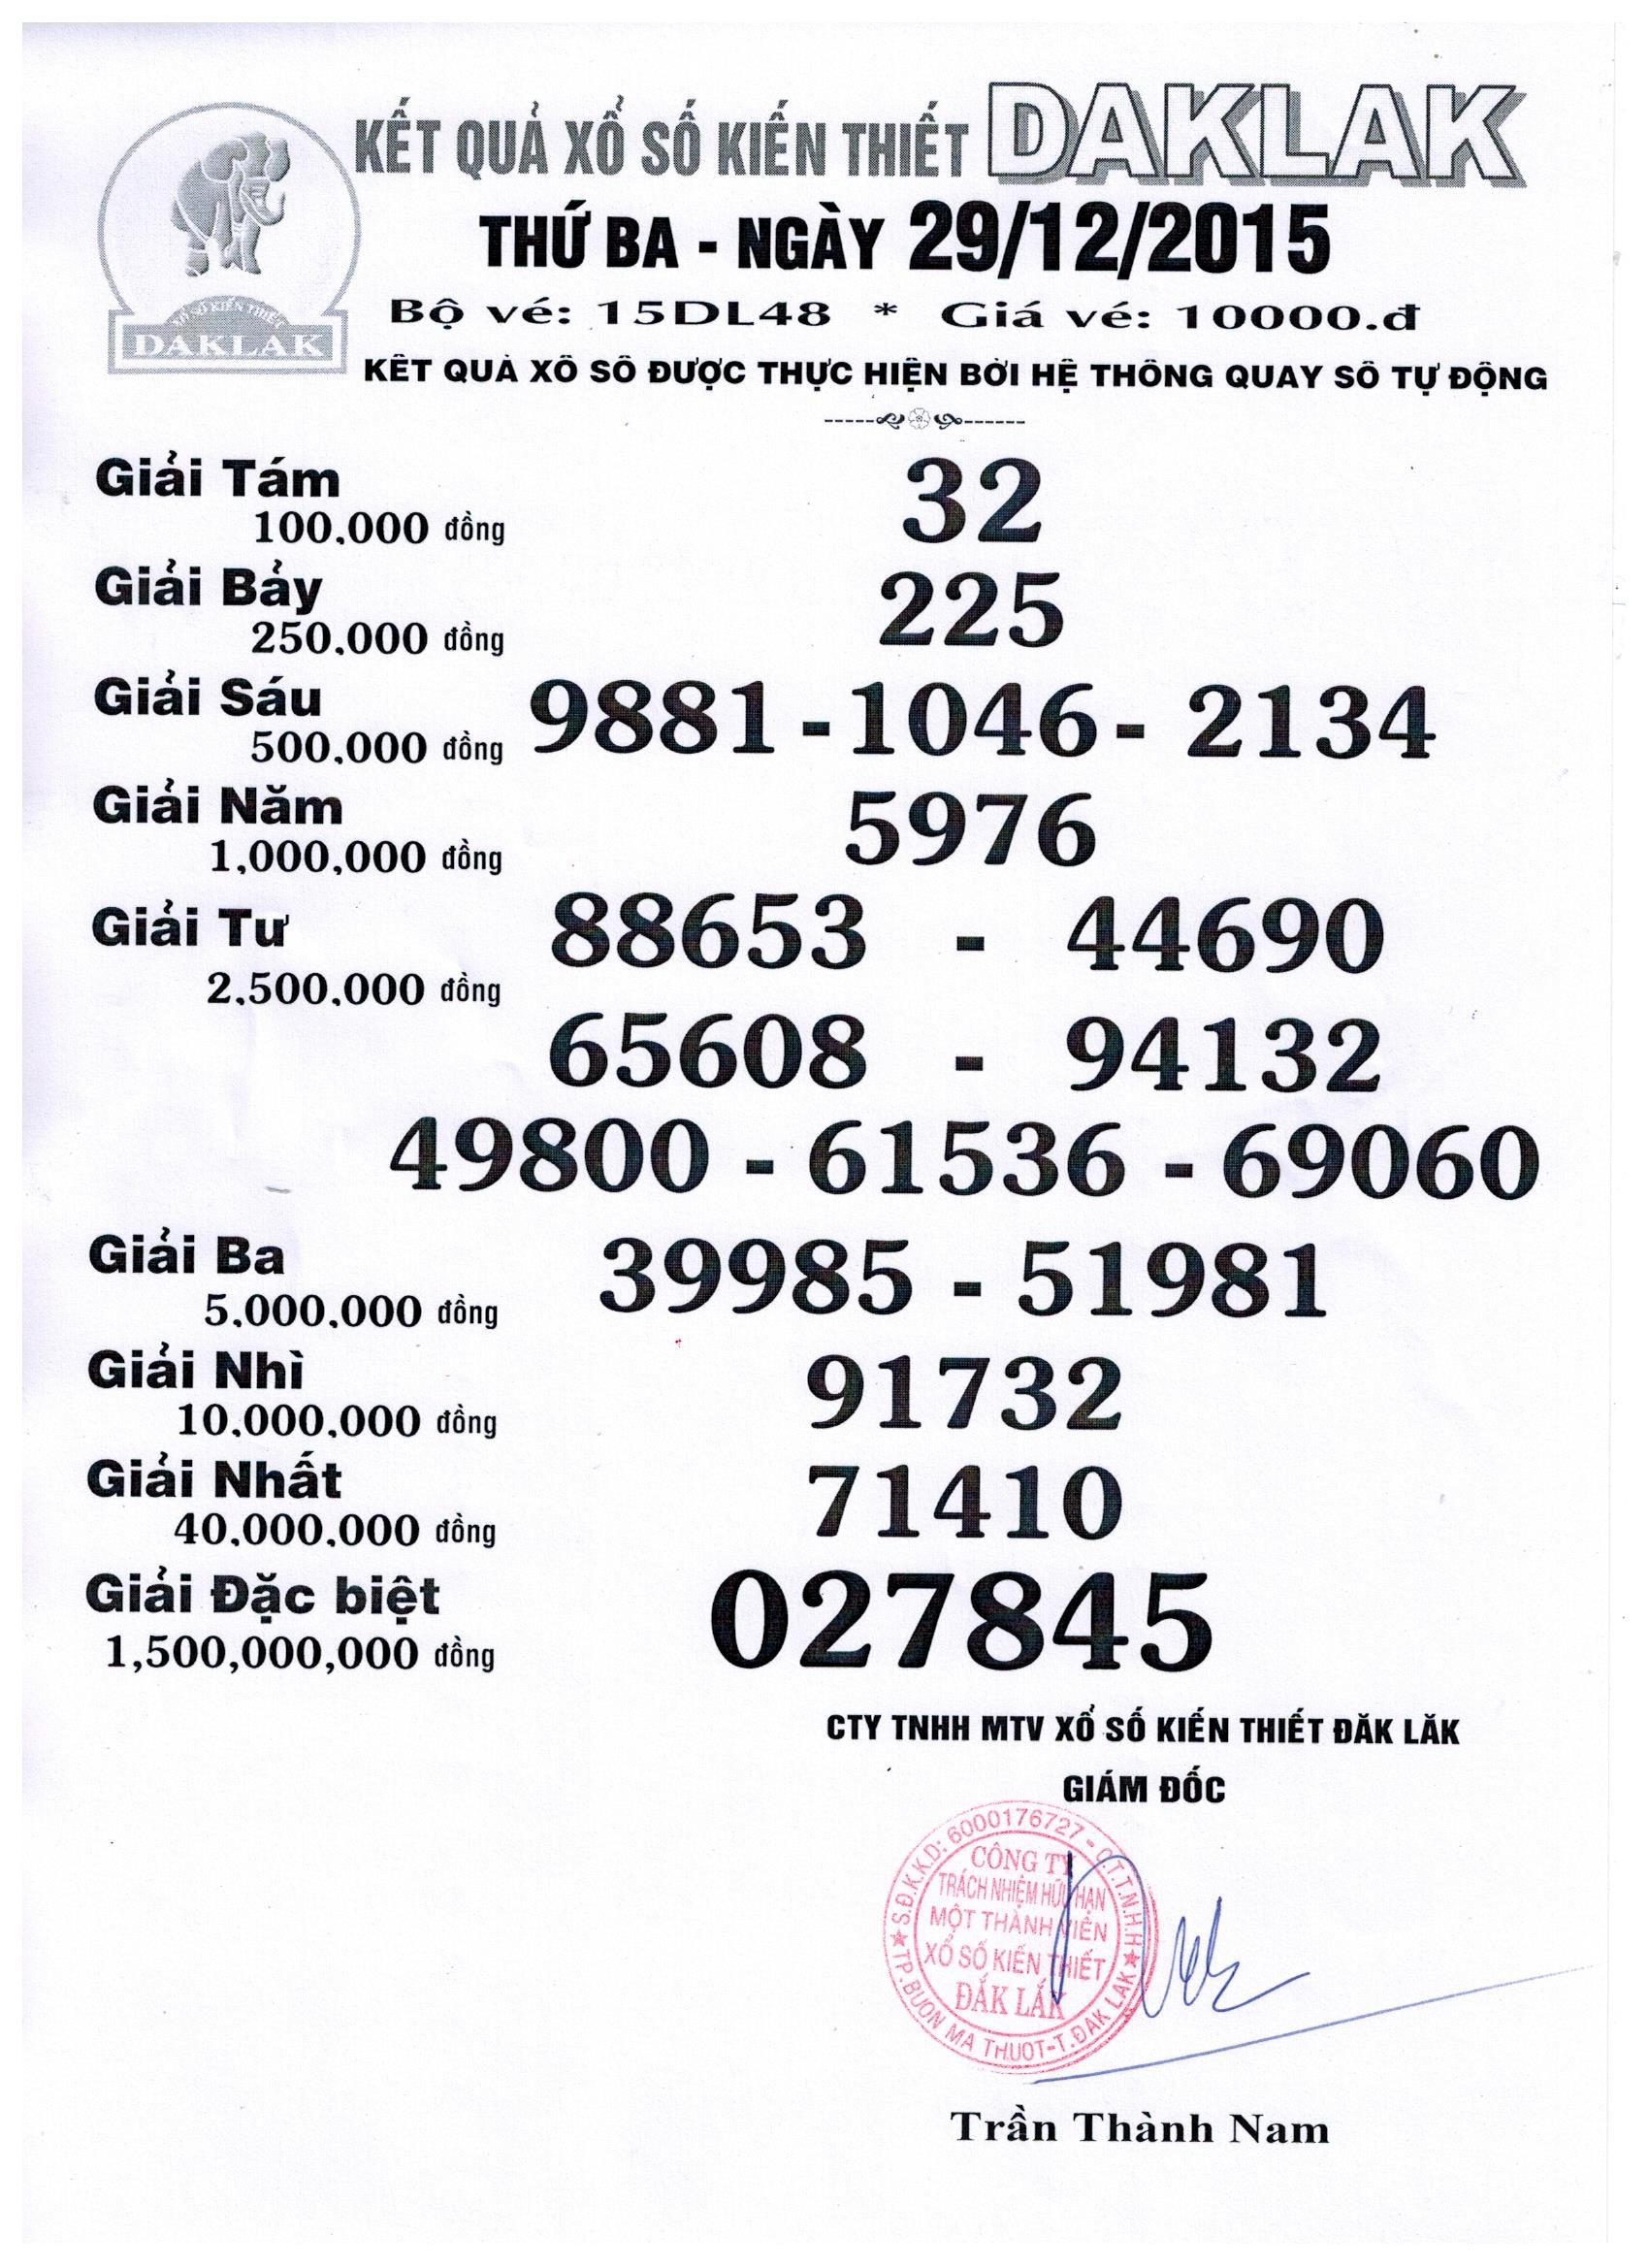 KẾT QUẢ XỔ SỐ KIẾN THIẾT DAKLAK
THỨ BA - NGÀY 29/12/2015
Bộ vé: 15DL48 * Giá vé: 10000.đ
XỔ SỐ KIẾN THIẾT
DAKLAK
KẾT QUẢ XỔ SỐ ĐƯỢC THỰC HIỆN BỞI HỆ THỐNG QUAY SỐ TỰ ĐỘNG
Giải Tám
100,000 đồng
32
Giải Bảy
250,000 đồng
225
Giải Sáu
500,000 đồng
9881 - 1046 - 2134
Giải Năm
1,000,000 đồng
5976
Giải Tư
2,500,000 đồng
88653 - 44690
65608 - 94132
49800 - 61536 - 69060
Giải Ba
5,000,000 đồng
39985 - 51981
Giải Nhì
10,000,000 đồng
91732
Giải Nhất
40,000,000 đồng
71410
Giải Đặc biệt
1,500,000,000 đồng
027845
CTY TNHH MTV XỔ SỐ KIẾN THIẾT ĐĂK LĂK
GIÁM ĐỐC
S.Đ.K.K.D: 6000176727 - C.T.T.N.H.H
CÔNG TY
TRÁCH NHIỆM HỮU HẠN
MỘT THÀNH VIÊN
XỔ SỐ KIẾN THIẾT
ĐẮK LẮK
TP.BUÔN MA THUỘT-T.ĐAK LAK
Trần Thành Nam